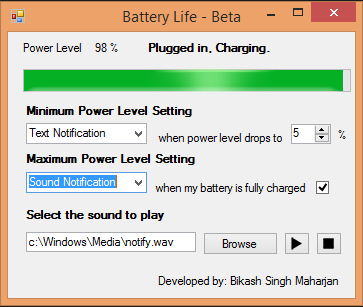 Battery Life - Beta
Power Level 98 % Plugged in, Charging.
Minimum Power Level Setting
Text Notification when power level drops to 5 %
Maximum Power Level Setting
Sound Notification when my battery is fully charged
Select the sound to play
c:\Windows\Media\notify.wav Browse
Developed by: Bikash Singh Maharjan